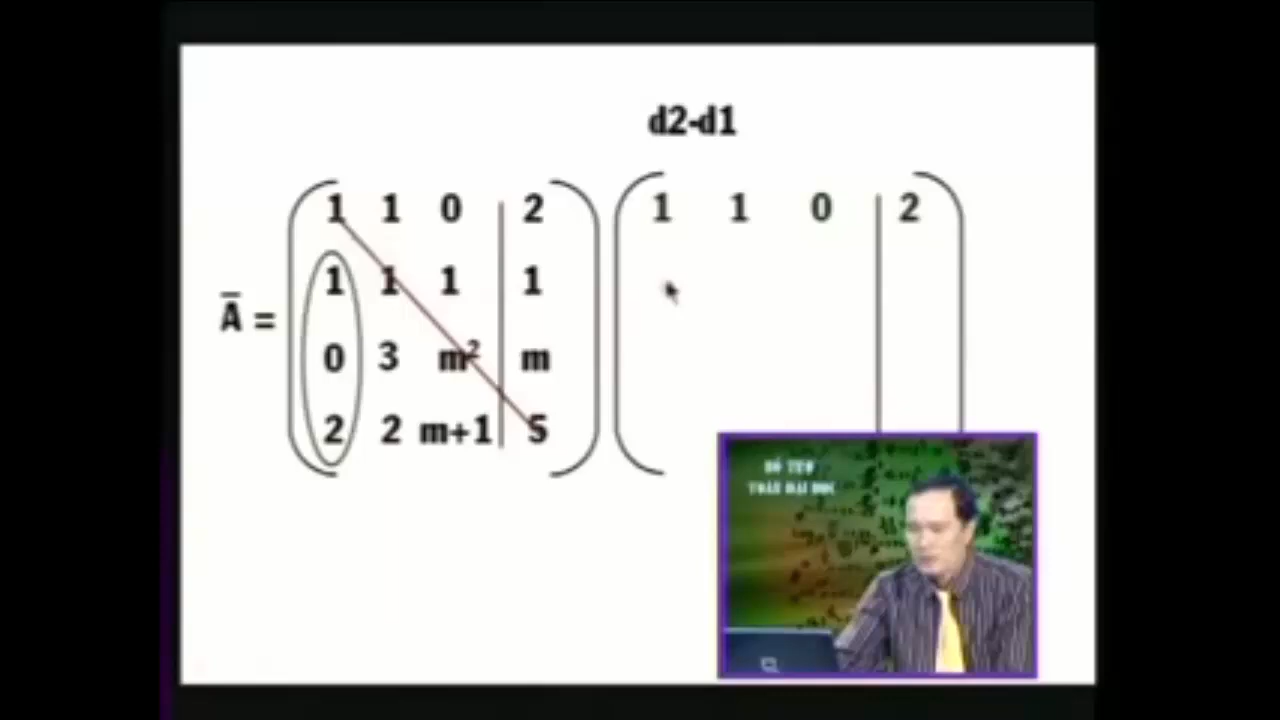 d2-d1
1 1 0 2 1 1 0 2
1 1 1 1
A̅ =
0 3 m² m
2 2 m+1 5